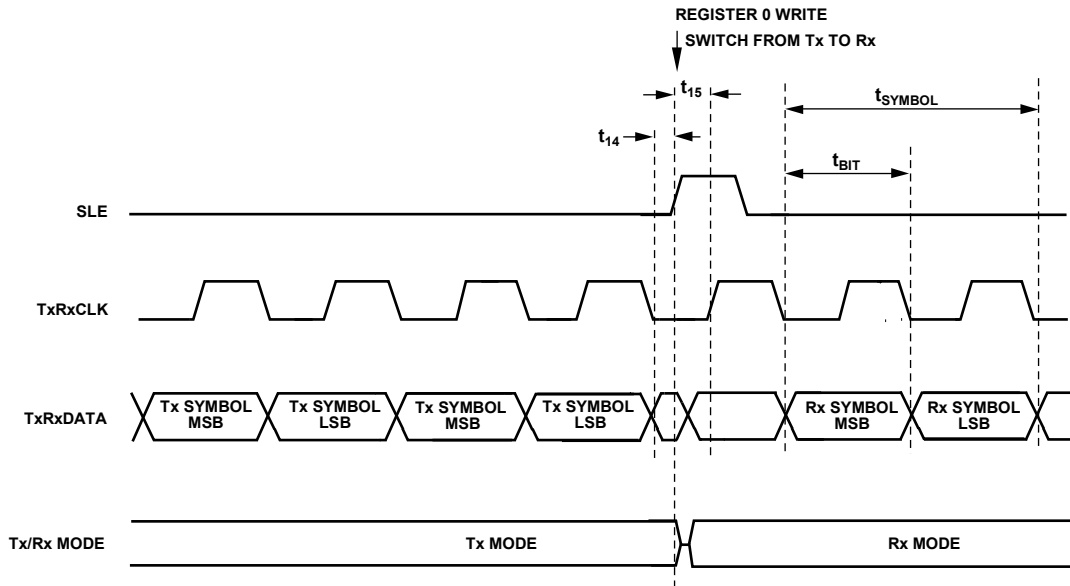 REGISTER 0 WRITE
SWITCH FROM Tx TO Rx
t15
tSYMBOL
t14
tBIT
SLE
TxRxCLK
TxRxDATA
Tx SYMBOL
MSB
Tx SYMBOL
LSB
Tx SYMBOL
MSB
Tx SYMBOL
LSB
Rx SYMBOL
MSB
Rx SYMBOL
LSB
Tx/Rx MODE
Tx MODE
Rx MODE